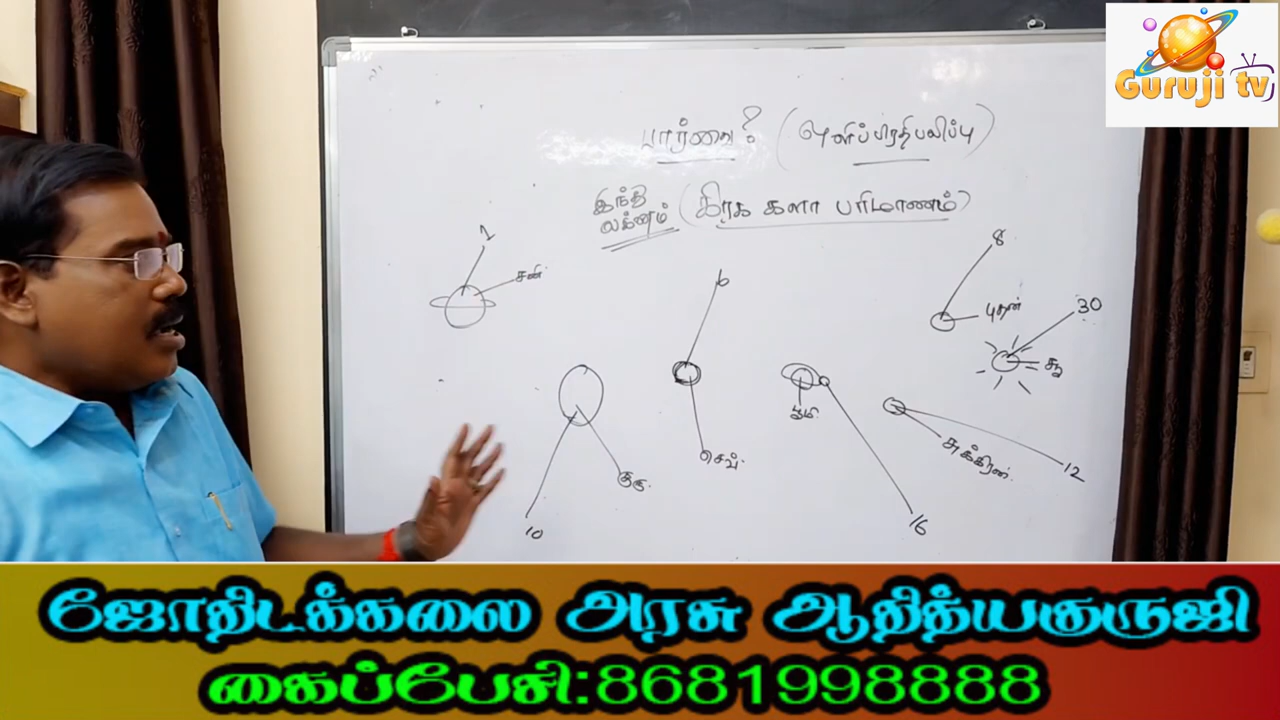 Guruji tv
பார்வை? (ஒளிப்பிரதிபலிப்பு)
இந்து
லக்னம் (கிரக களா பரிமாணம்)
1
சனி
6
8
புதன்
30
சூ
பூமி
செவ்
குரு
சுக்கிரன்
12
10
16
ஜோதிடக்கலை அரசு ஆதித்யகுருஜி
கைப்பேசி:8681998888